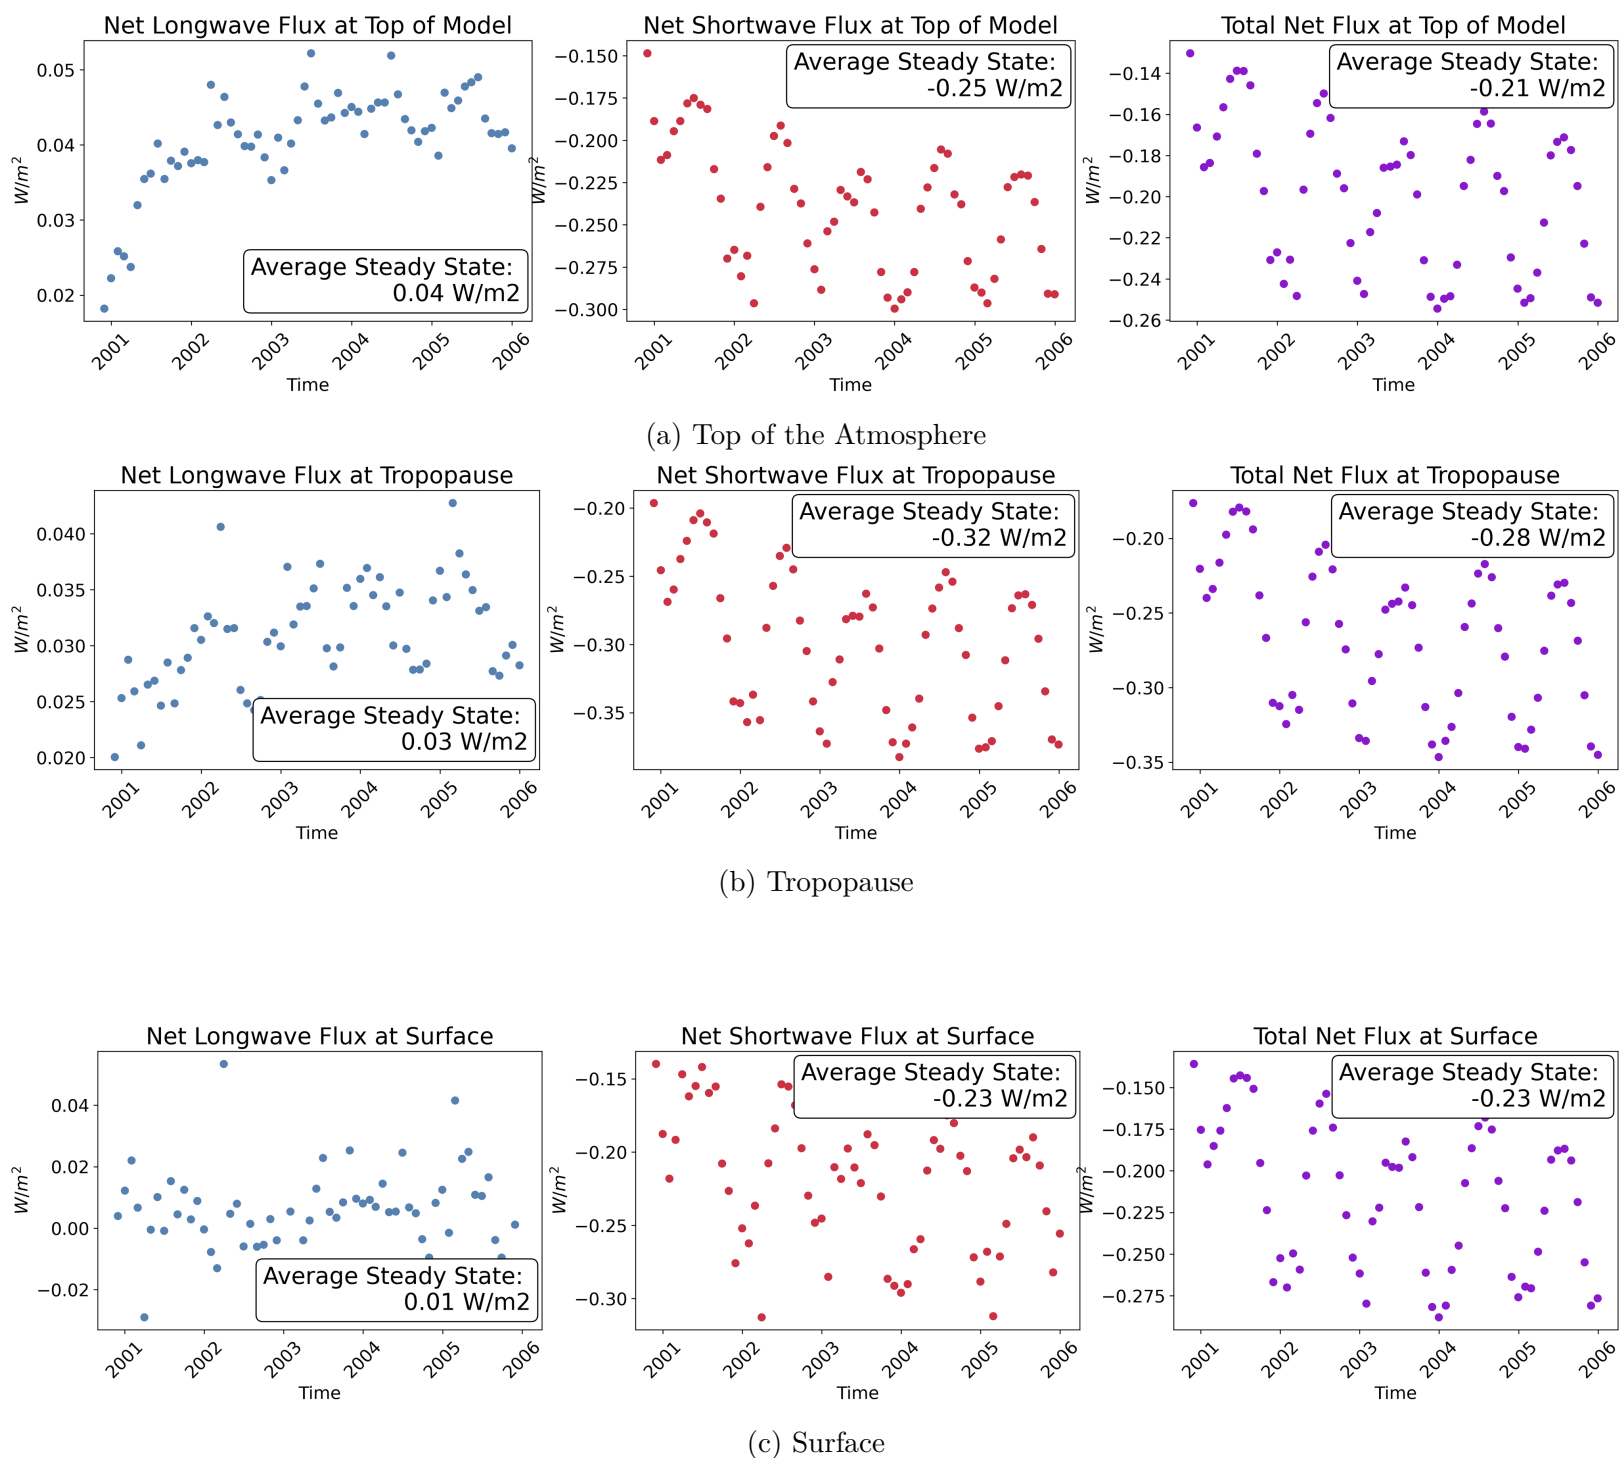 Net Longwave Flux at Top of Model
W/m²
0.05
0.04
0.03
0.02
Average Steady State:
0.04 W/m2
2001 2002 2003 2004 2005 2006
Time
Net Shortwave Flux at Top of Model
W/m²
−0.150
−0.175
−0.200
−0.225
−0.250
−0.275
−0.300
Average Steady State:
-0.25 W/m2
2001 2002 2003 2004 2005 2006
Time
Total Net Flux at Top of Model
W/m²
−0.14
−0.16
−0.18
−0.20
−0.22
−0.24
−0.26
Average Steady State:
-0.21 W/m2
2001 2002 2003 2004 2005 2006
Time
(a) Top of the Atmosphere
Net Longwave Flux at Tropopause
W/m²
0.040
0.035
0.030
0.025
0.020
Average Steady State:
0.03 W/m2
2001 2002 2003 2004 2005 2006
Time
Net Shortwave Flux at Tropopause
W/m²
−0.20
−0.25
−0.30
−0.35
Average Steady State:
-0.32 W/m2
2001 2002 2003 2004 2005 2006
Time
Total Net Flux at Tropopause
W/m²
−0.20
−0.25
−0.30
−0.35
Average Steady State:
-0.28 W/m2
2001 2002 2003 2004 2005 2006
Time
(b) Tropopause
Net Longwave Flux at Surface
W/m²
0.04
0.02
0.00
−0.02
Average Steady State:
0.01 W/m2
2001 2002 2003 2004 2005 2006
Time
Net Shortwave Flux at Surface
W/m²
−0.15
−0.20
−0.25
−0.30
Average Steady State:
-0.23 W/m2
2001 2002 2003 2004 2005 2006
Time
Total Net Flux at Surface
W/m²
−0.150
−0.175
−0.200
−0.225
−0.250
−0.275
Average Steady State:
-0.23 W/m2
2001 2002 2003 2004 2005 2006
Time
(c) Surface